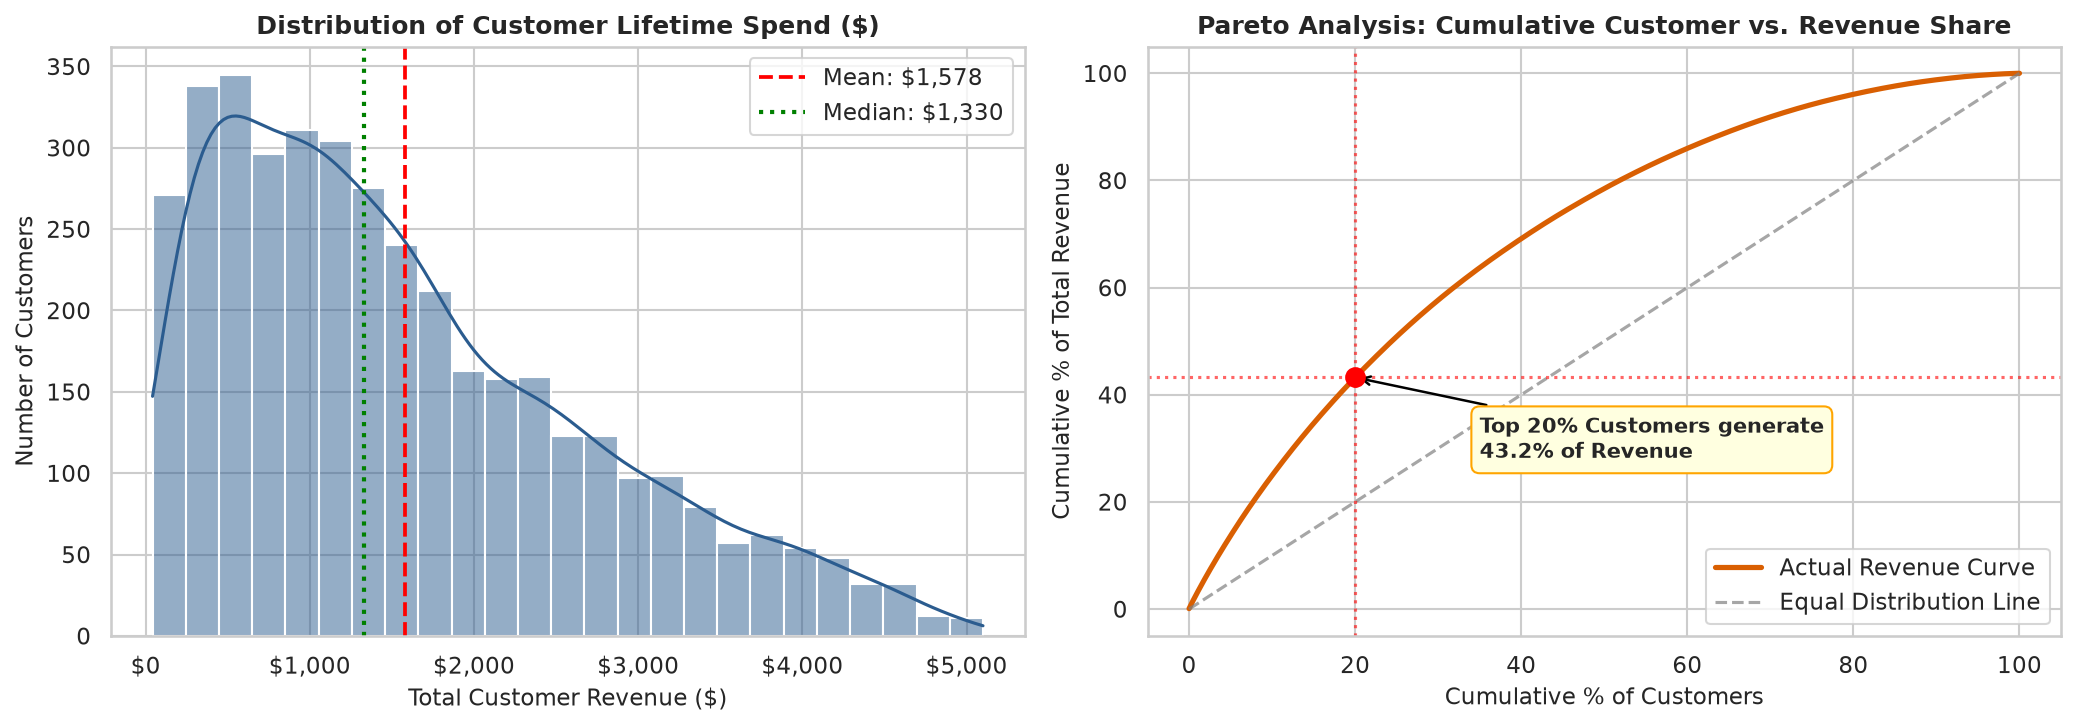 Distribution of Customer Lifetime Spend ($)
350
300
250
200
150
100
50
0
Number of Customers
Mean: $1,578
Median: $1,330
$0
$1,000
$2,000
$3,000
$4,000
$5,000
Total Customer Revenue ($)
Pareto Analysis: Cumulative Customer vs. Revenue Share
100
80
60
40
20
0
Cumulative % of Total Revenue
Top 20% Customers generate
43.2% of Revenue
Actual Revenue Curve
Equal Distribution Line
0
20
40
60
80
100
Cumulative % of Customers